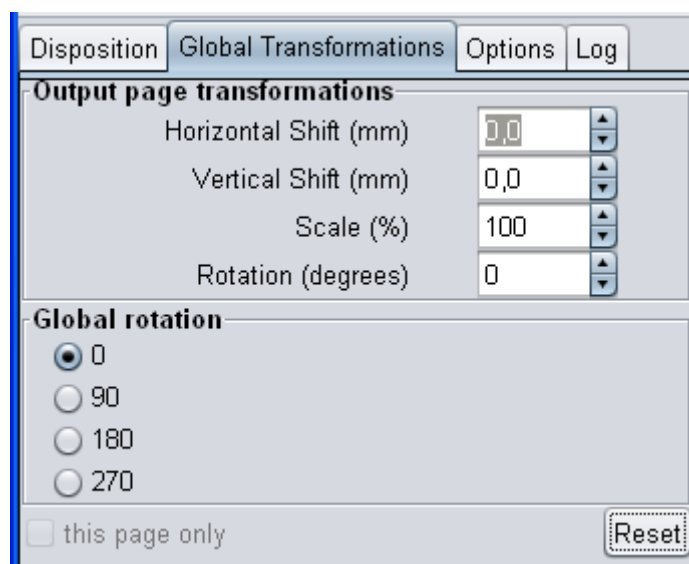 Disposition Global Transformations Options Log
Output page transformations
Horizontal Shift (mm) 0,0
Vertical Shift (mm) 0,0
Scale (%) 100
Rotation (degrees) 0
Global rotation
0
90
180
270
this page only Reset